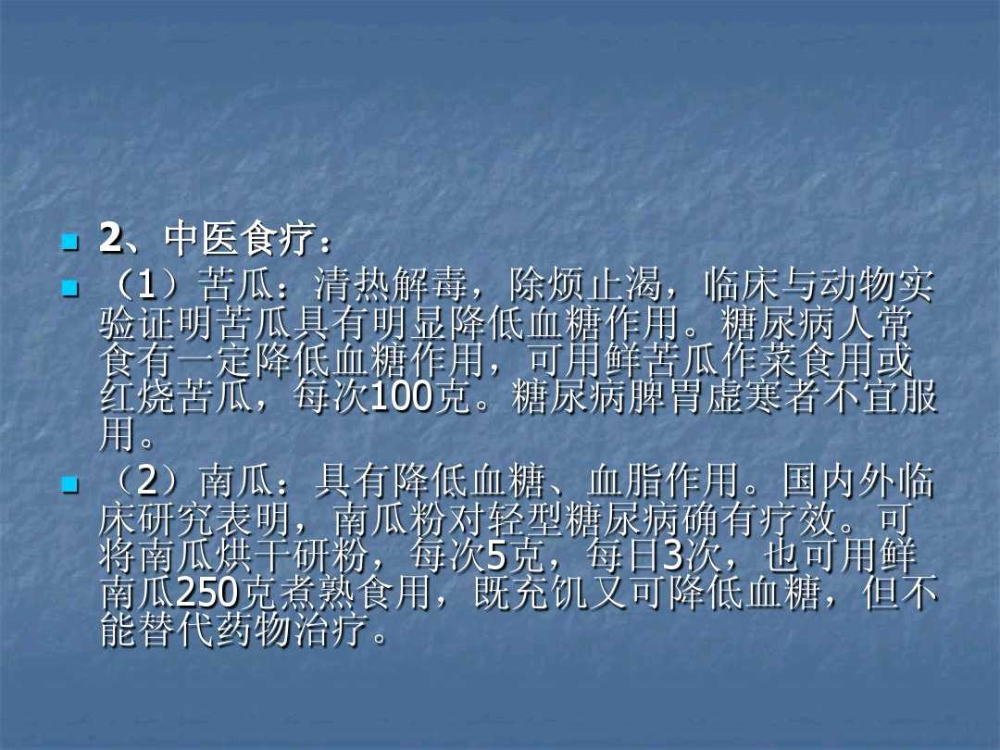 2、中医食疗：
（1）苦瓜：清热解毒，除烦止渴，临床与动物实
验证明苦瓜具有明显降低血糖作用。糖尿病人常
食有一定降低血糖作用，可用鲜苦瓜作菜食用或
红烧苦瓜，每次100克。糖尿病脾胃虚寒者不宜服
用。
（2）南瓜：具有降低血糖、血脂作用。国内外临
床研究表明，南瓜粉对轻型糖尿病确有疗效。可
将南瓜烘干研粉，每次5克，每日3次，也可用鲜
南瓜250克煮熟食用，既充饥又可降低血糖，但不
能替代药物治疗。